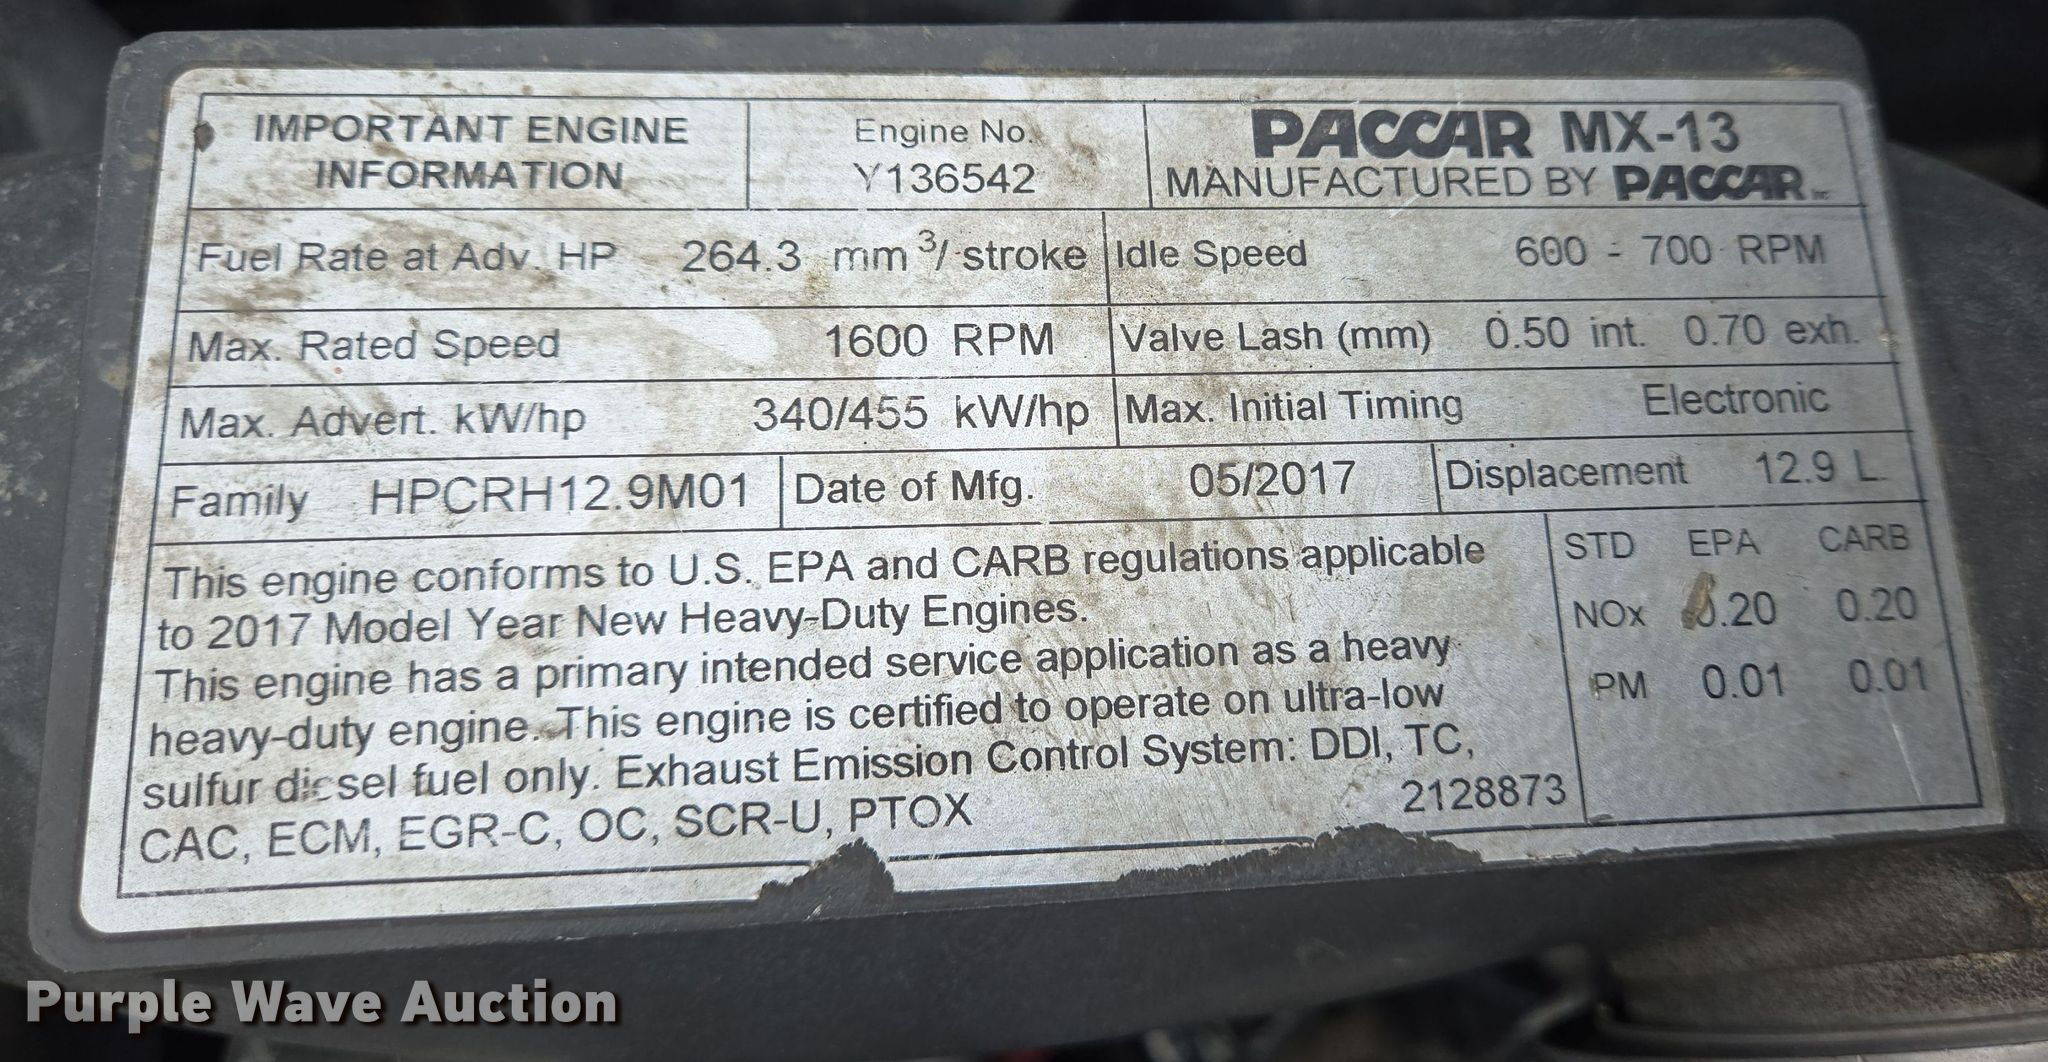 IMPORTANT ENGINE
INFORMATION
Engine No.
Y136542
PACCAR MX-13
MANUFACTURED BY PACCAR Inc
Fuel Rate at Adv. HP 264.3 mm3/ stroke
Idle Speed 600 - 700 RPM
Max. Rated Speed 1600 RPM
Valve Lash (mm) 0.50 int. 0.70 exh.
Max. Advert. kW/hp 340/455 kW/hp
Max. Initial Timing Electronic
Family HPCRH12.9M01
Date of Mfg. 05/2017
Displacement 12.9 L.
This engine conforms to U.S. EPA and CARB regulations applicable
to 2017 Model Year New Heavy-Duty Engines.
This engine has a primary intended service application as a heavy
heavy-duty engine. This engine is certified to operate on ultra-low
sulfur diesel fuel only. Exhaust Emission Control System: DDI, TC,
CAC, ECM, EGR-C, OC, SCR-U, PTOX
2128873
STD EPA CARB
NOx 0.20 0.20
PM 0.01 0.01
Purple Wave Auction